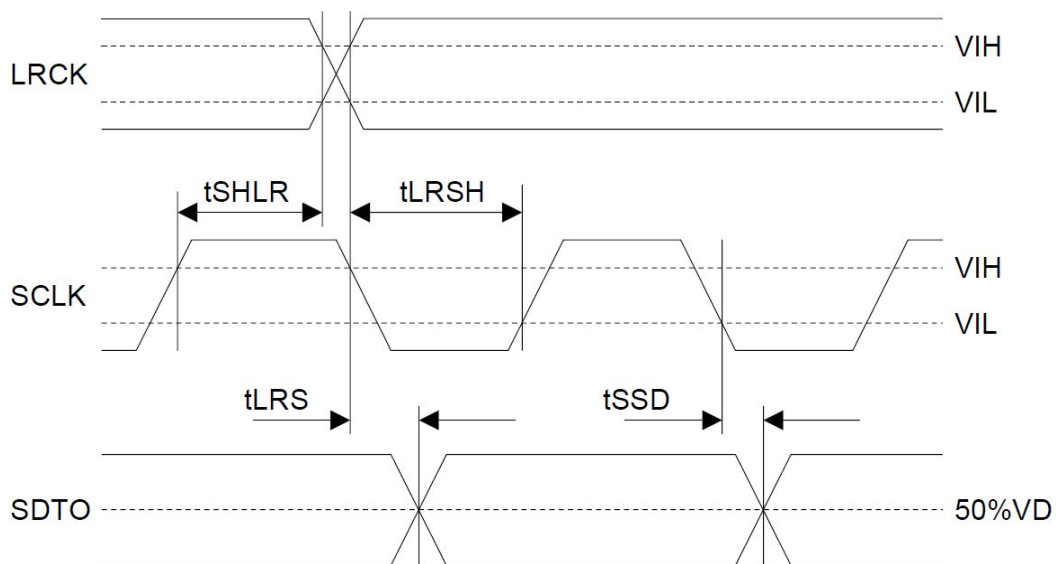 LRCK
VIH
VIL
tSHLR
tLRSH
SCLK
VIH
VIL
tLRS
tSSD
SDTO
50%VD